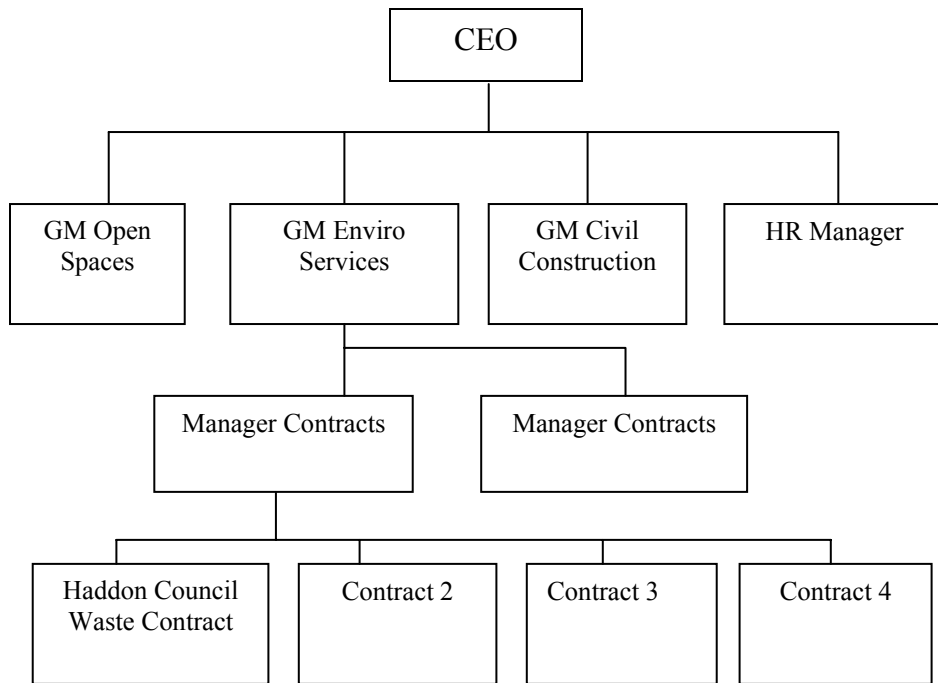 CEO
GM Open
Spaces
GM Enviro
Services
GM Civil
Construction
HR Manager
Manager Contracts
Manager Contracts
Haddon Council
Waste Contract
Contract 2
Contract 3
Contract 4